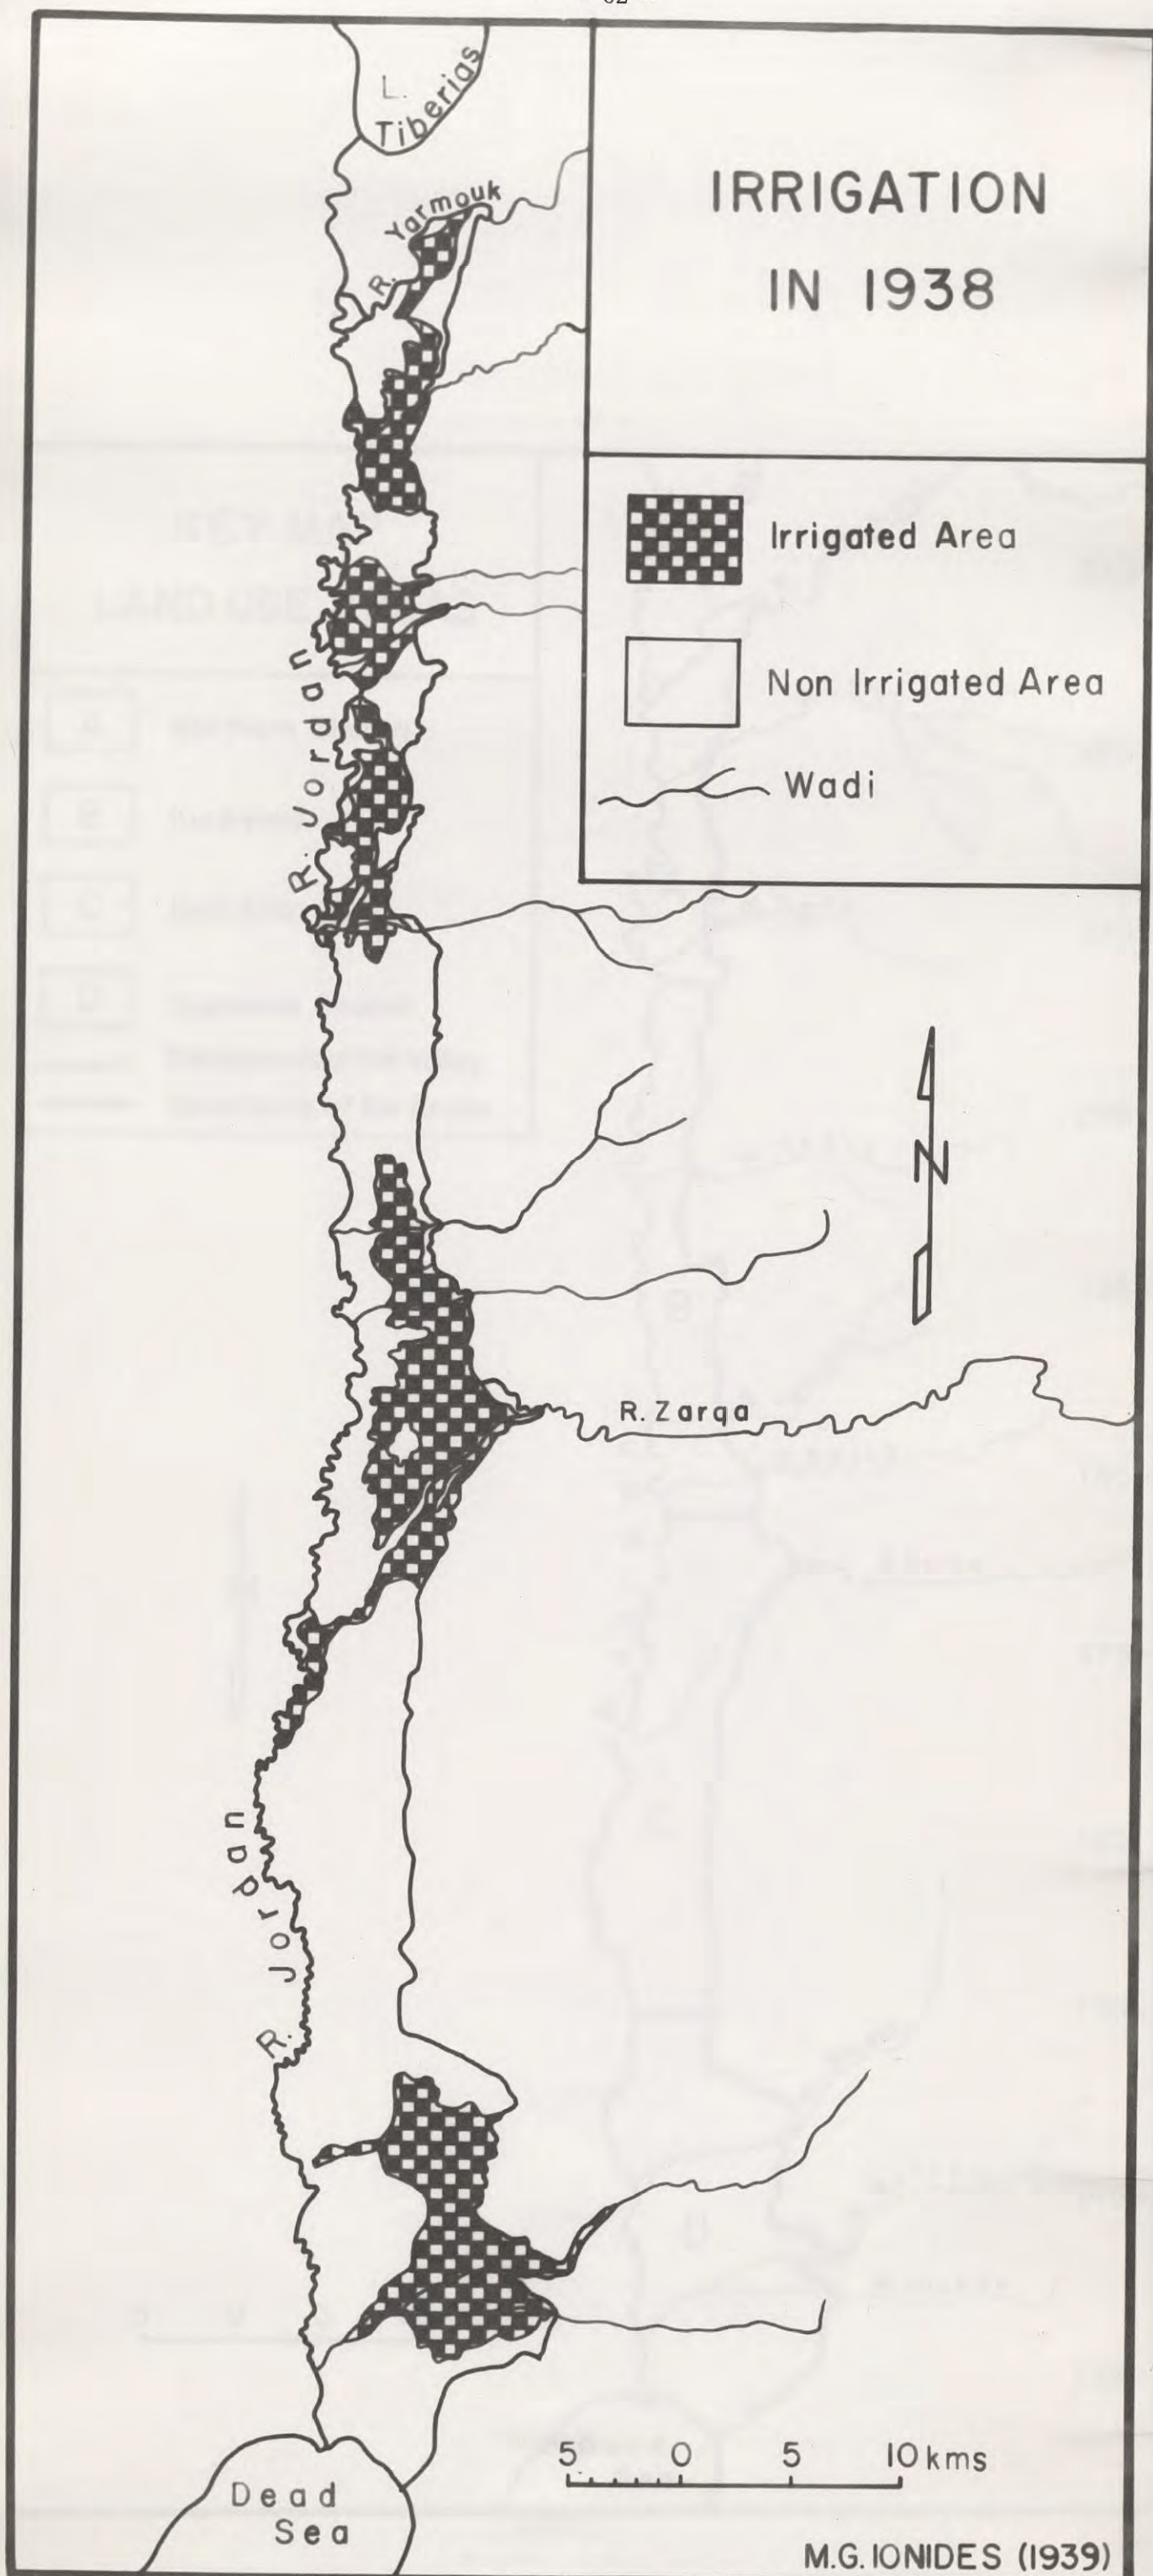 L.
Tiberias
R. Yarmouk
IRRIGATION
IN 1938
Irrigated Area
Non Irrigated Area
Wadi
R. Jordan
N
R. Zarqa
R. Jordan
5 0 5 10 kms
Dead
Sea
M.G. IONIDES (1939)